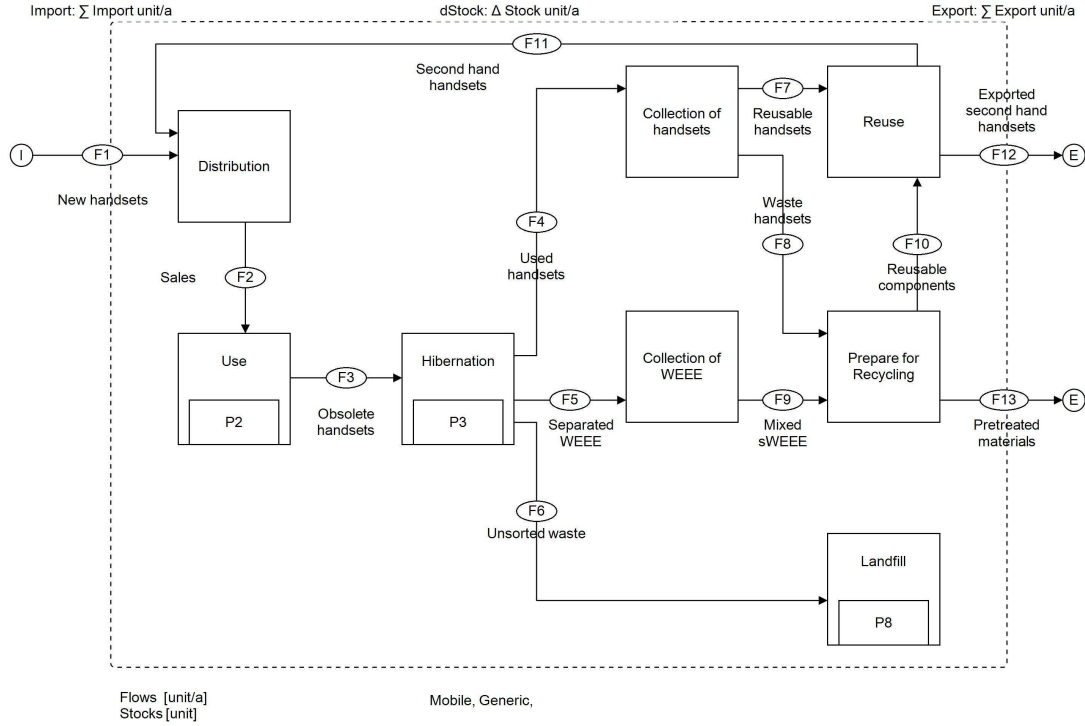 Import: ∑ Import unit/a
dStock: Δ Stock unit/a
Export: ∑ Export unit/a
F11
Second hand
handsets
Collection of
handsets
F7
Reusable
handsets
Reuse
Exported
second hand
handsets
I
F1
New handsets
Distribution
F12
E
F4
Used
handsets
Waste
handsets
F8
F10
Reusable
components
Sales
F2
Use
P2
F3
Obsolete
handsets
Hibernation
P3
F5
Separated
WEEE
Collection of
WEEE
F9
Mixed
sWEEE
Prepare for
Recycling
F13
Pretreated
materials
E
F6
Unsorted waste
Landfill
P8
Flows [unit/a]
Stocks [unit]
Mobile, Generic,